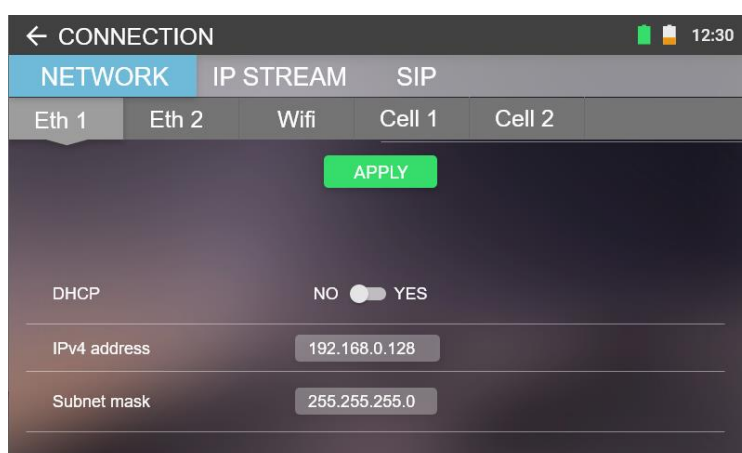 CONNECTION 12:30
NETWORK IP STREAM SIP
Eth 1 Eth 2 Wifi Cell 1 Cell 2
APPLY
DHCP NO YES
IPv4 address 192.168.0.128
Subnet mask 255.255.255.0